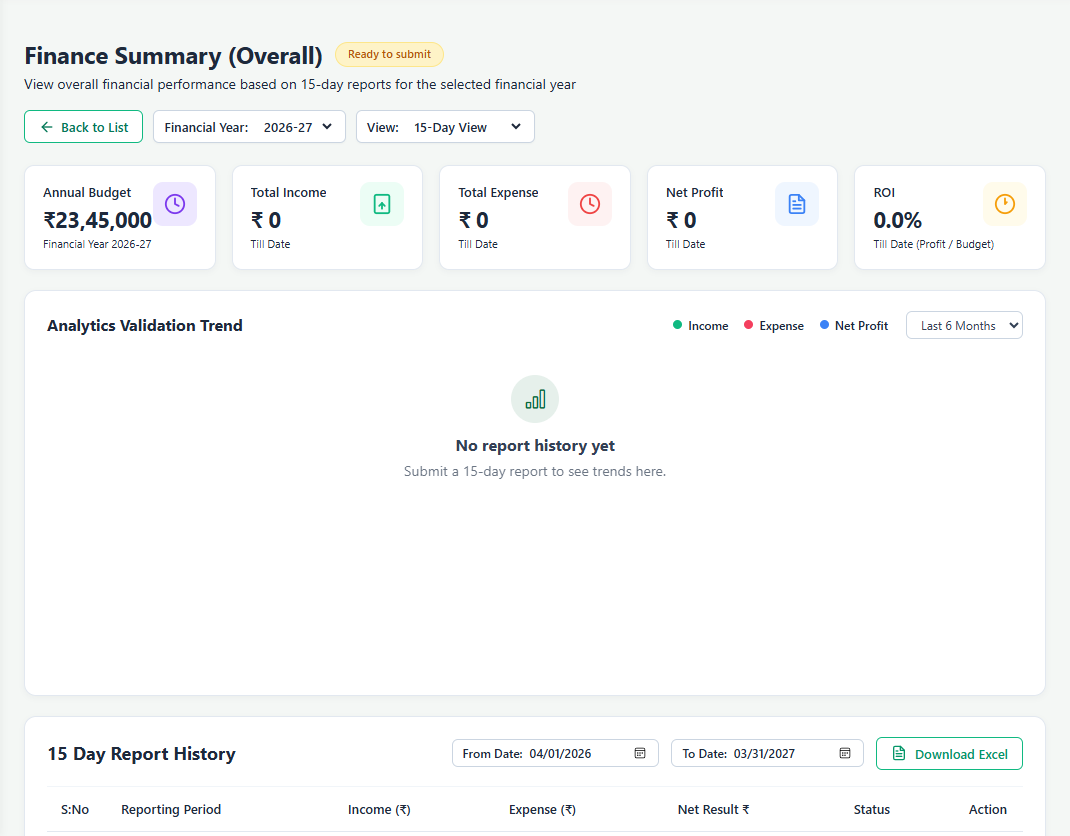 Finance Summary (Overall) Ready to submit
View overall financial performance based on 15-day reports for the selected financial year
Back to List Financial Year: 2026-27 View: 15-Day View
Annual Budget Total Income Total Expense Net Profit ROI
₹23,45,000 ₹ 0 ₹ 0 ₹ 0 0.0%
Financial Year 2026-27 Till Date Till Date Till Date Till Date (Profit / Budget)
Analytics Validation Trend Income Expense Net Profit Last 6 Months
No report history yet
Submit a 15-day report to see trends here.
15 Day Report History From Date: 04/01/2026 To Date: 03/31/2027 Download Excel
S:No Reporting Period Income (₹) Expense (₹) Net Result ₹ Status Action